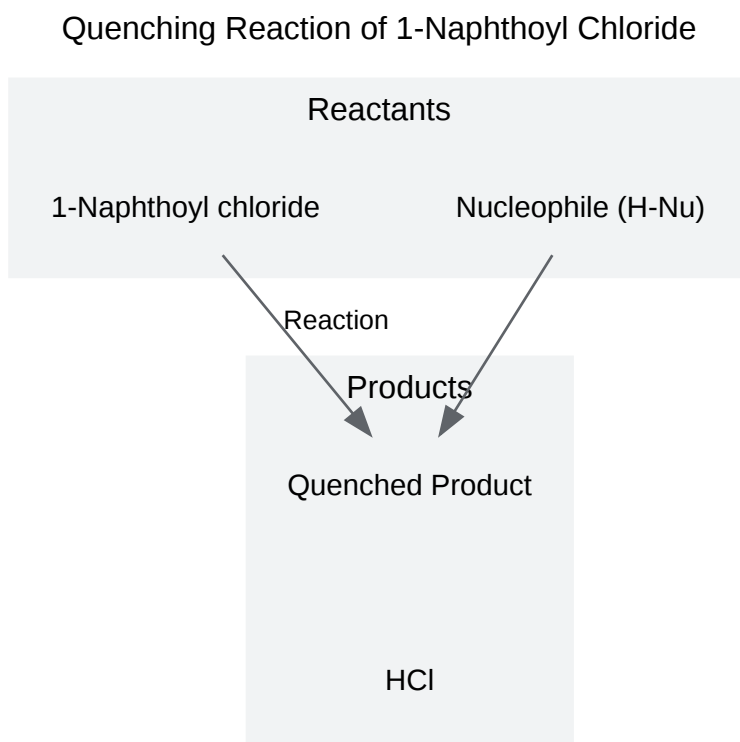 Quenching Reaction of 1-Naphthoyl Chloride
Reactants
1-Naphthoyl chloride
Nucleophile (H-Nu)
Reaction
Products
Quenched Product
HCl